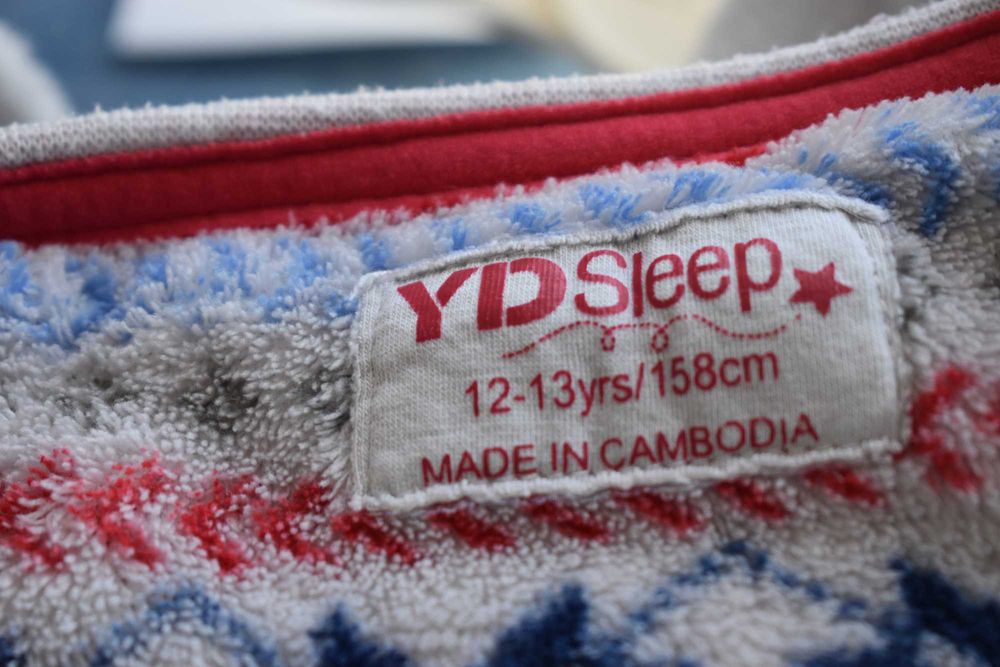 YD Sleep
12-13yrs/158cm
MADE IN CAMBODIA